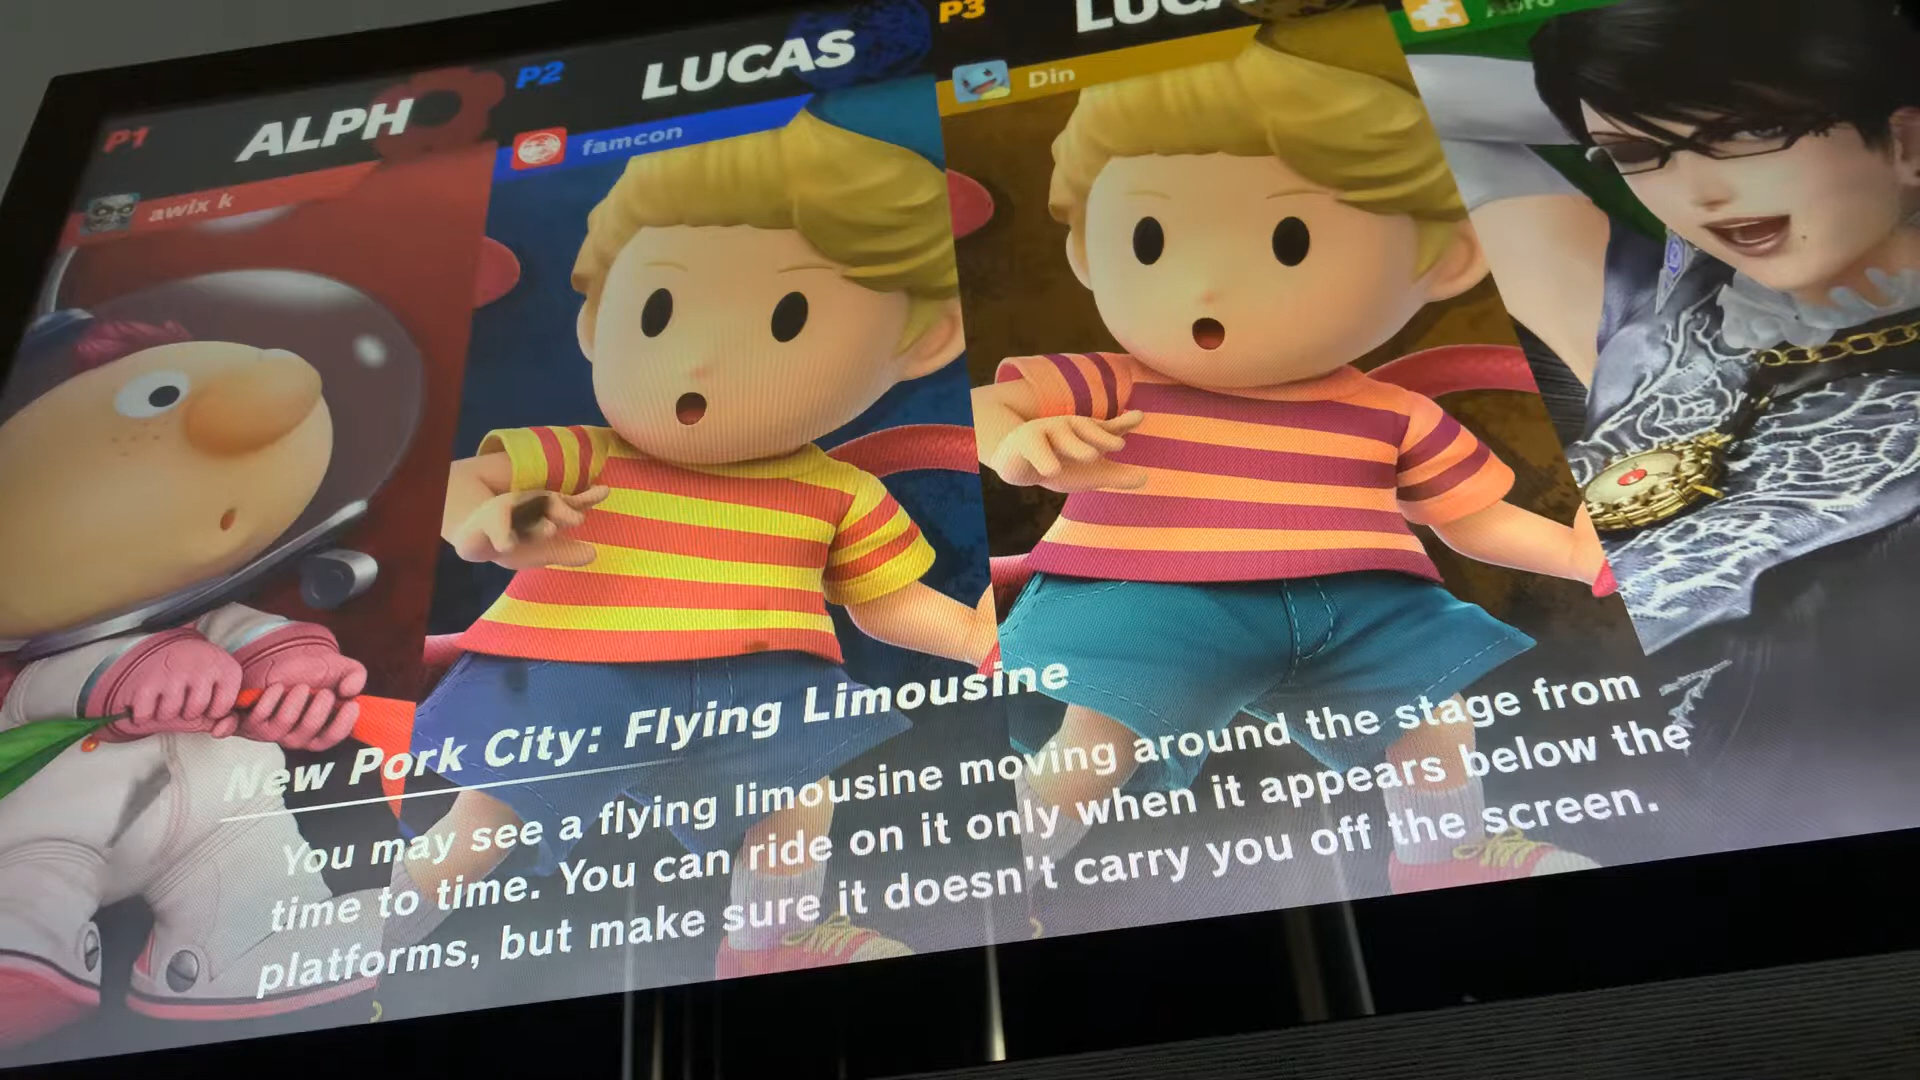 P1
ALPH
awix k
P2
LUCAS
famcon
P3
Din
New Pork City: Flying Limousine
You may see a flying limousine moving around the stage from
time to time. You can ride on it only when it appears below the
platforms, but make sure it doesn't carry you off the screen.